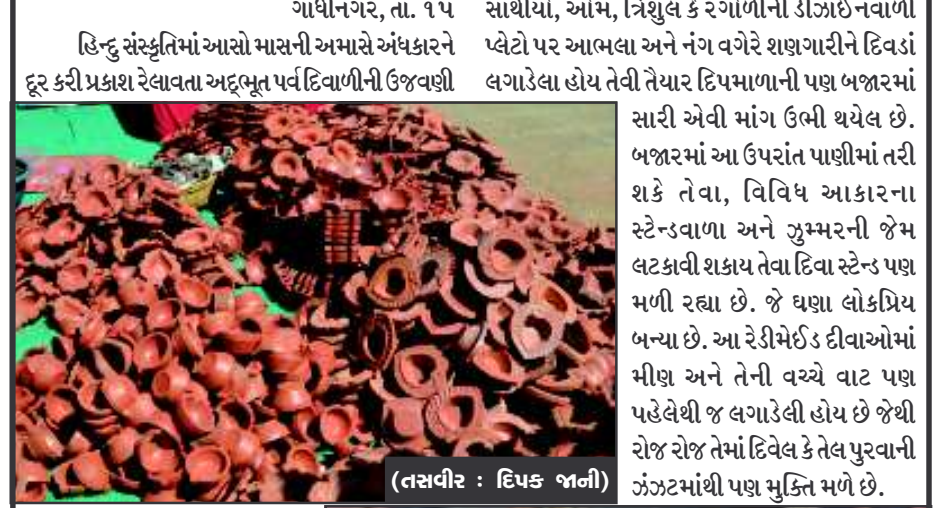 ગાંધીનગર, તા. ૧૫
હિન્દુ સંસ્કૃતિમાં આસો માસની અમાસે અંધકારને
દૂર કરી પ્રકાશ રેલાવતા અદ્ભૂત પર્વ દિવાળીની ઉજવણી
સાથીયો, ઓમ, ત્રિશુલ કે રંગોળીની ડીઝાઈનવાળી
પ્લેટો પર આભલા અને નંગ વગેરે શણગારીને દિવડાં
લગાડેલા હોય તેવી તૈયાર દિપમાળાની પણ બજારમાં
સારી એવી માંગ ઉભી થયેલ છે.
બજારમાં આ ઉપરાંત પાણીમાં તરી
શકે તેવા, વિવિધ આકારના
સ્ટેન્ડવાળા અને ઝુમ્મરની જેમ
લટકાવી શકાય તેવા દિવા સ્ટેન્ડ પણ
મળી રહ્યા છે. જે ઘણા લોકપ્રિય
બન્યા છે. આ રેડીમેઈડ દીવાઓમાં
મીણ અને તેની વચ્ચે વાટ પણ
પહેલેથી જ લગાડેલી હોય છે જેથી
રોજ રોજ તેમાં દિવેલ કે તેલ પુરવાની
ઝંઝટમાંથી પણ મુક્તિ મળે છે.
(તસવીર : દિપક જાની)